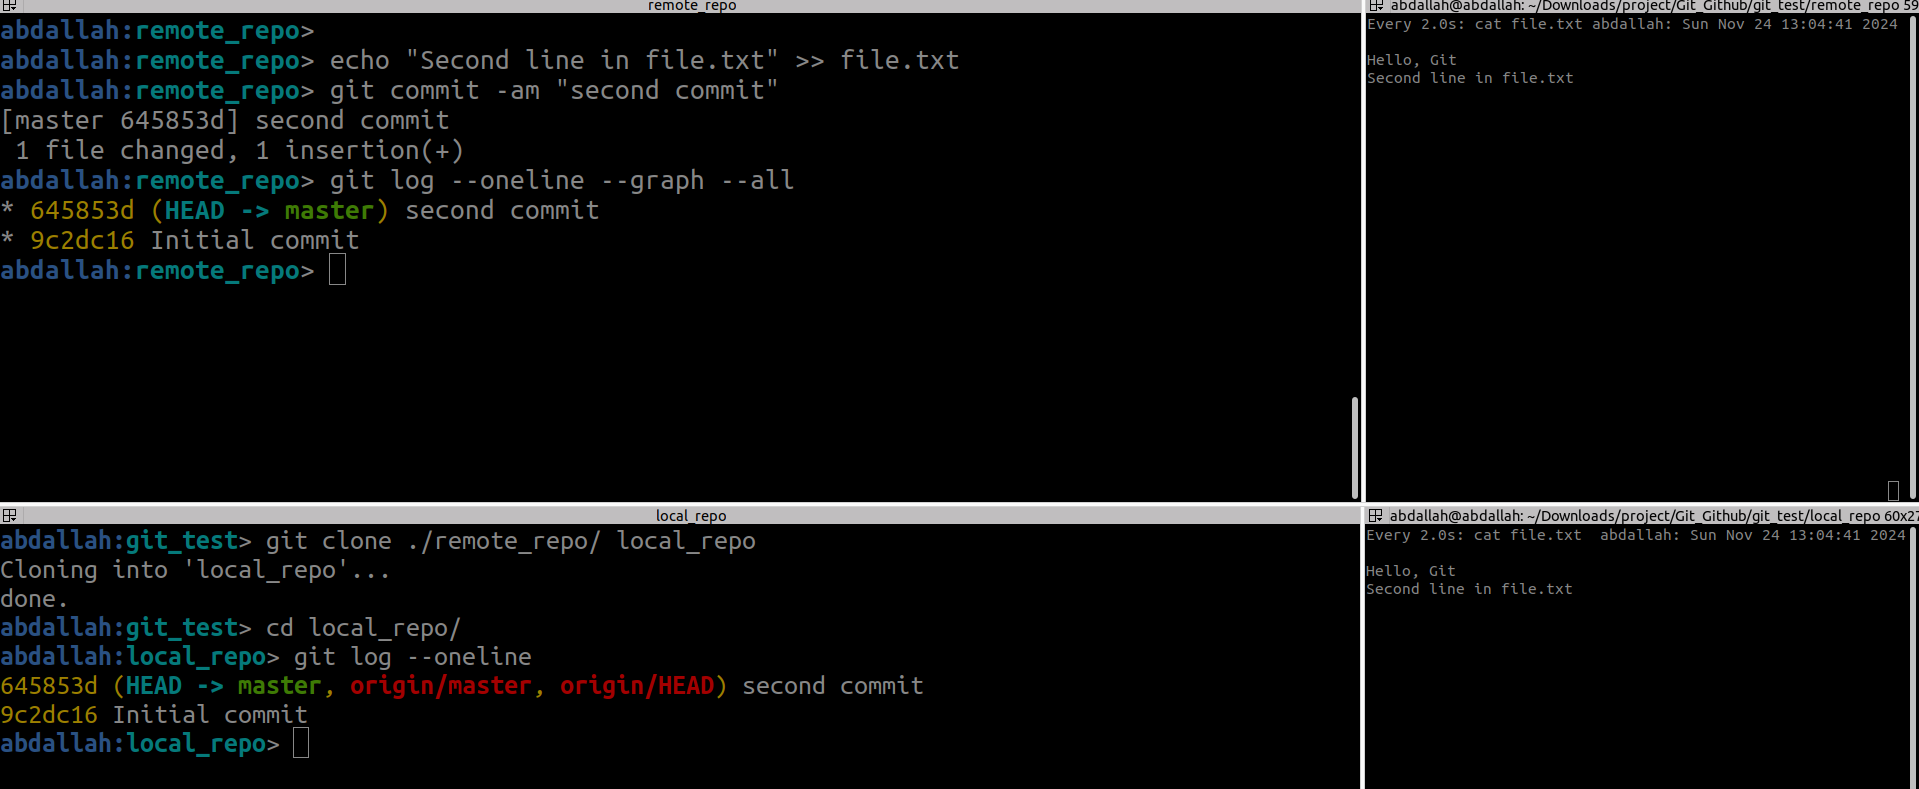 remote_repo
abdallah:remote_repo>
abdallah:remote_repo> echo "Second line in file.txt" >> file.txt
abdallah:remote_repo> git commit -am "second commit"
[master 645853d] second commit
 1 file changed, 1 insertion(+)
abdallah:remote_repo> git log --oneline --graph --all
* 645853d (HEAD -> master) second commit
* 9c2dc16 Initial commit
abdallah:remote_repo>
abdallah@abdallah: ~/Downloads/project/Git_Github/git_test/remote_repo 59
Every 2.0s: cat file.txt abdallah: Sun Nov 24 13:04:41 2024
Hello, Git
Second line in file.txt
local_repo
abdallah:git_test> git clone ./remote_repo/ local_repo
Cloning into 'local_repo'...
done.
abdallah:git_test> cd local_repo/
abdallah:local_repo> git log --oneline
645853d (HEAD -> master, origin/master, origin/HEAD) second commit
9c2dc16 Initial commit
abdallah:local_repo>
abdallah@abdallah: ~/Downloads/project/Git_Github/git_test/local_repo 60x27
Every 2.0s: cat file.txt  abdallah: Sun Nov 24 13:04:41 2024
Hello, Git
Second line in file.txt